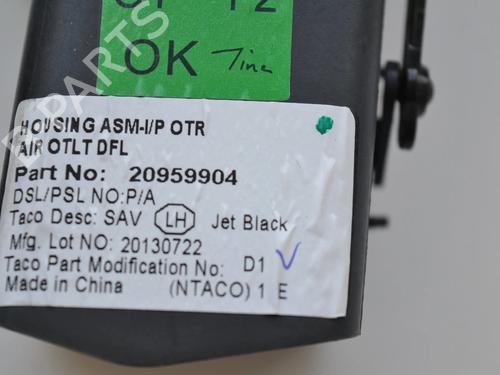 OK Tina
HOUSING ASM-I/P OTR
AIR OTLT DFL
Part No: 20959904
DSL/PSL NO:P/A
Taco Desc: SAV LH Jet Black
Mfg. Lot NO: 20130722
Taco Part Modification No: D1
Made in China (NTACO) 1 E